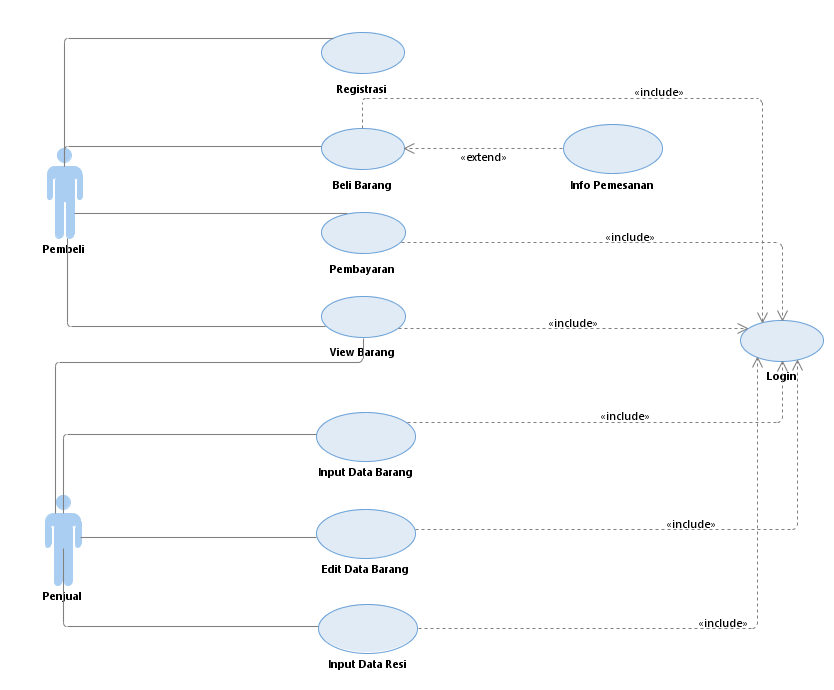 Registrasi
«include»
Beli Barang
«extend»
Info Pemesanan
Pembeli
«include»
Pembayaran
«include»
View Barang
Login
«include»
Input Data Barang
«include»
Edit Data Barang
Penjual
«include»
Input Data Resi